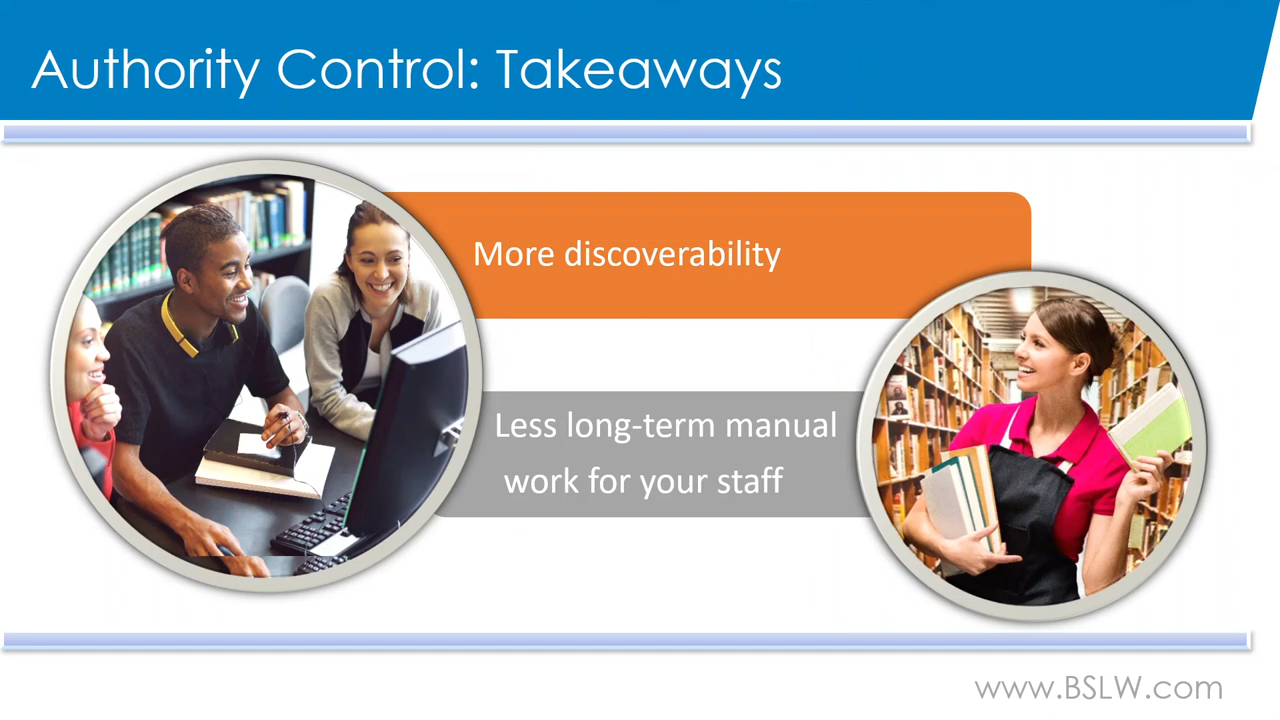 Authority Control: Takeaways
More discoverability
Less long-term manual
work for your staff
www.BSLW.com